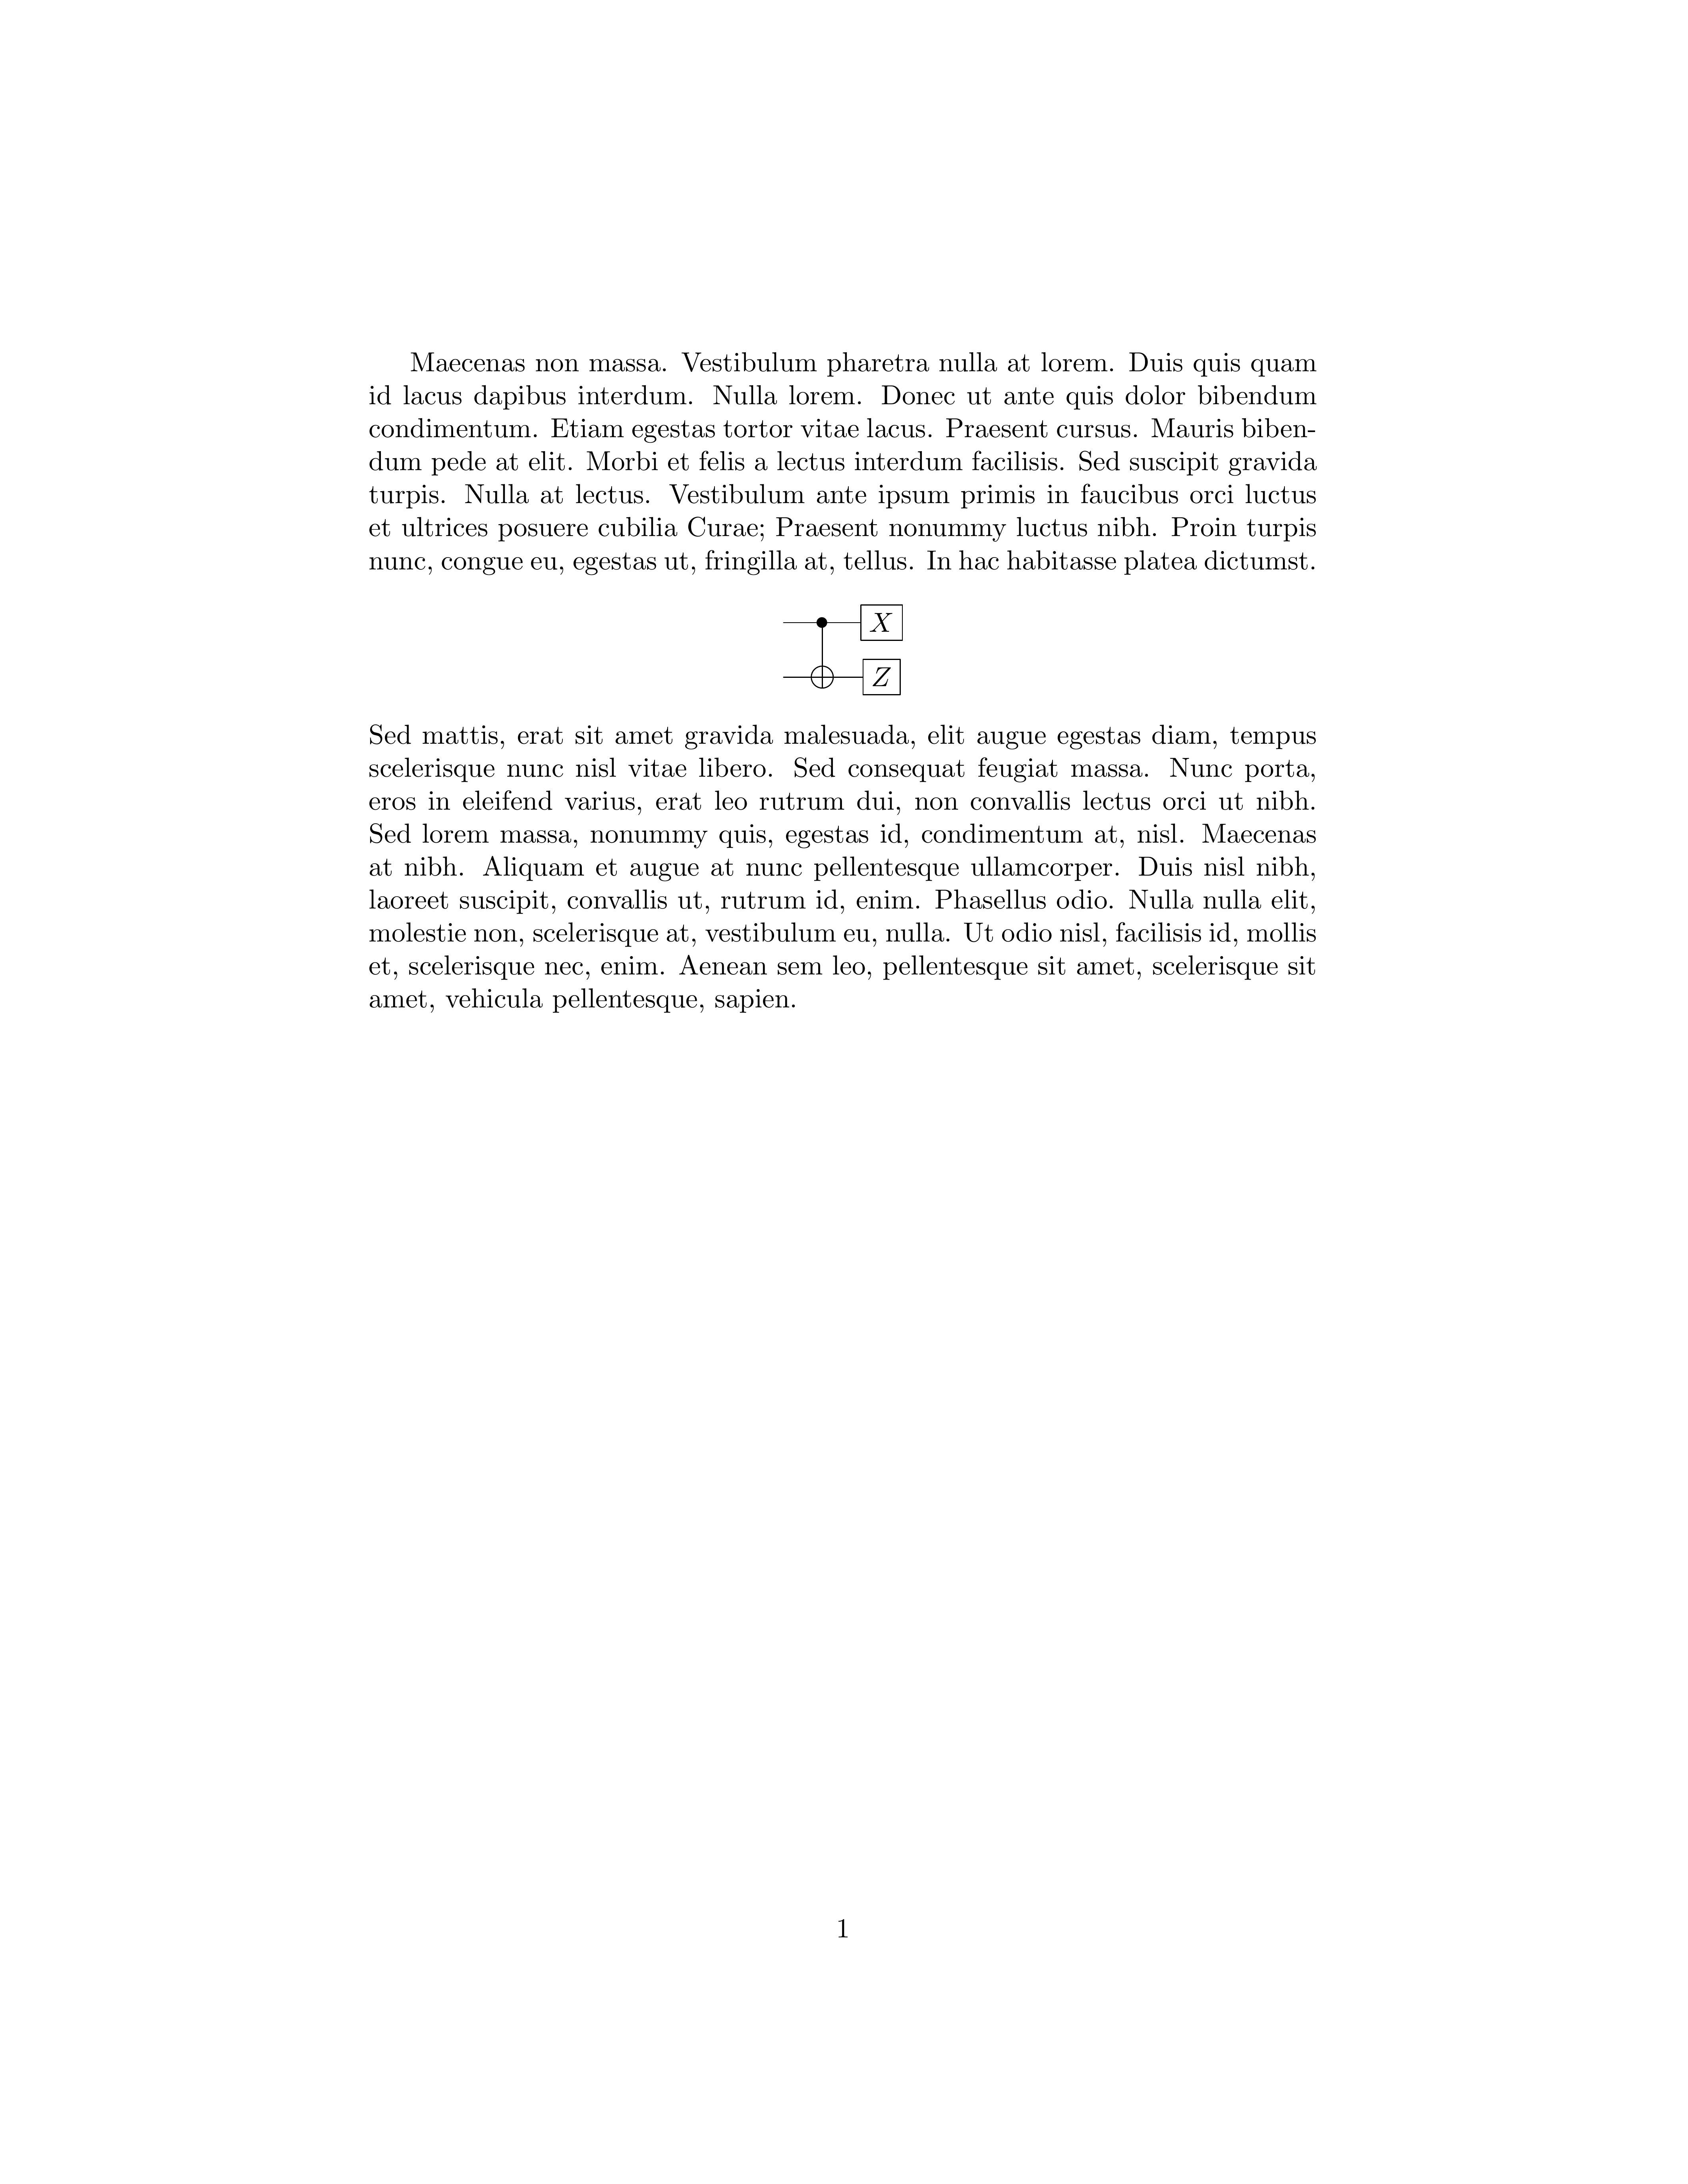 Maecenas non massa. Vestibulum pharetra nulla at lorem. Duis quis quam
id lacus dapibus interdum. Nulla lorem. Donec ut ante quis dolor bibendum
condimentum. Etiam egestas tortor vitae lacus. Praesent cursus. Mauris biben-
dum pede at elit. Morbi et felis a lectus interdum facilisis. Sed suscipit gravida
turpis. Nulla at lectus. Vestibulum ante ipsum primis in faucibus orci luctus
et ultrices posuere cubilia Curae; Praesent nonummy luctus nibh. Proin turpis
nunc, congue eu, egestas ut, fringilla at, tellus. In hac habitasse platea dictumst.
X
Z
Sed mattis, erat sit amet gravida malesuada, elit augue egestas diam, tempus
scelerisque nunc nisl vitae libero. Sed consequat feugiat massa. Nunc porta,
eros in eleifend varius, erat leo rutrum dui, non convallis lectus orci ut nibh.
Sed lorem massa, nonummy quis, egestas id, condimentum at, nisl. Maecenas
at nibh. Aliquam et augue at nunc pellentesque ullamcorper. Duis nisl nibh,
laoreet suscipit, convallis ut, rutrum id, enim. Phasellus odio. Nulla nulla elit,
molestie non, scelerisque at, vestibulum eu, nulla. Ut odio nisl, facilisis id, mollis
et, scelerisque nec, enim. Aenean sem leo, pellentesque sit amet, scelerisque sit
amet, vehicula pellentesque, sapien.
1